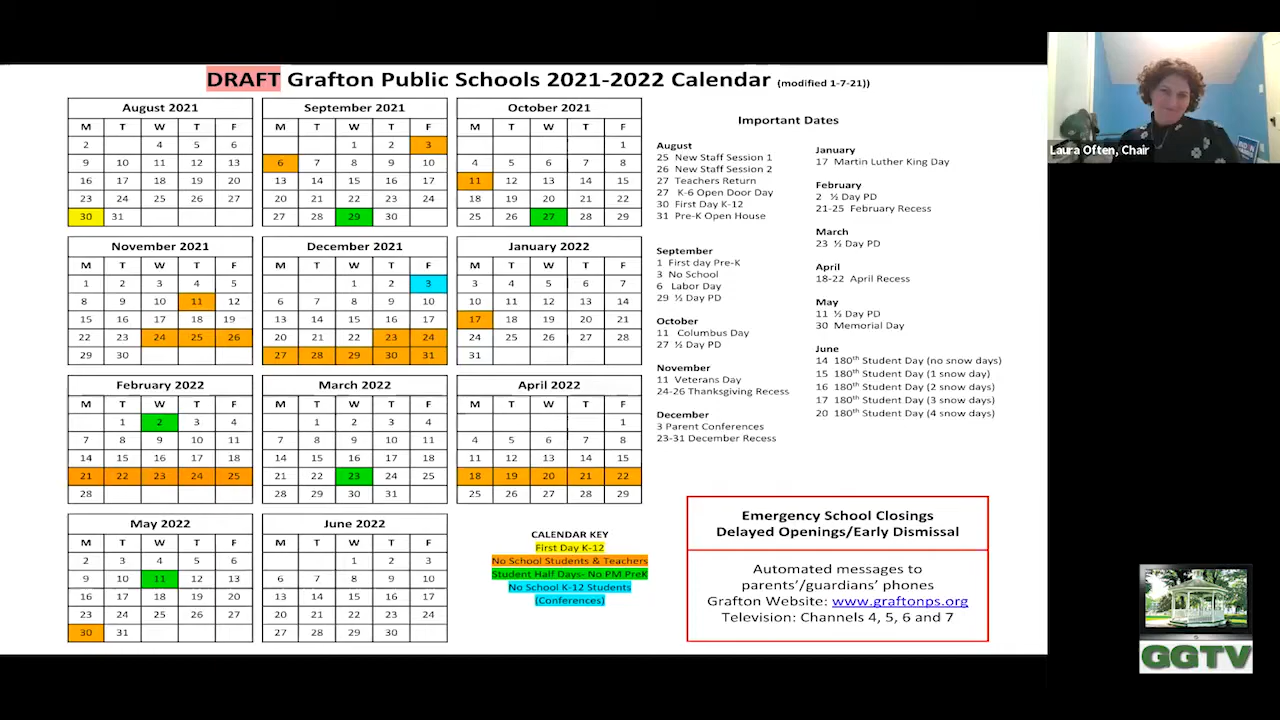 DRAFT Grafton Public Schools 2021-2022 Calendar (modified 1-7-21))
August 2021
M T W T F
2 4 5 6
9 10 11 12 13
16 17 18 19 20
23 24 25 26 27
30 31
September 2021
M T W T F
1 2 3
6 7 8 9 10
13 14 15 16 17
20 21 22 23 24
27 28 29 30
October 2021
M T W T F
1
4 5 6 7 8
11 12 13 14 15
18 19 20 21 22
25 26 27 28 29
November 2021
M T W T F
1 2 3 4 5
8 9 10 11 12
15 16 17 18 19
22 23 24 25 26
29 30
December 2021
M T W T F
1 2 3
6 7 8 9 10
13 14 15 16 17
20 21 22 23 24
27 28 29 30 31
January 2022
M T W T F
3 4 5 6 7
10 11 12 13 14
17 18 19 20 21
24 25 26 27 28
31
February 2022
M T W T F
1 2 3 4
7 8 9 10 11
14 15 16 17 18
21 22 23 24 25
28
March 2022
M T W T F
1 2 3 4
7 8 9 10 11
14 15 16 17 18
21 22 23 24 25
28 29 30 31
April 2022
M T W T F
1
4 5 6 7 8
11 12 13 14 15
18 19 20 21 22
25 26 27 28 29
May 2022
M T W T F
2 3 4 5 6
9 10 11 12 13
16 17 18 19 20
23 24 25 26 27
30 31
June 2022
M T W T F
1 2 3
6 7 8 9 10
13 14 15 16 17
20 21 22 23 24
27 28 29 30
CALENDAR KEY
First Day K-12
No School Students & Teachers
Student Half Days- No PM PreK
No School K-12 Students
(Conferences)
Important Dates
August
25 New Staff Session 1
26 New Staff Session 2
27 Teachers Return
27 K-6 Open Door Day
30 First Day K-12
31 Pre-K Open House
September
1 First day Pre-K
3 No School
6 Labor Day
29 ½ Day PD
October
11 Columbus Day
27 ½ Day PD
November
11 Veterans Day
24-26 Thanksgiving Recess
December
3 Parent Conferences
23-31 December Recess
January
17 Martin Luther King Day
February
2 ½ Day PD
21-25 February Recess
March
23 ½ Day PD
April
18-22 April Recess
May
11 ½ Day PD
30 Memorial Day
June
14 180th Student Day (no snow days)
15 180th Student Day (1 snow day)
16 180th Student Day (2 snow days)
17 180th Student Day (3 snow days)
20 180th Student Day (4 snow days)
Emergency School Closings
Delayed Openings/Early Dismissal
Automated messages to
parents'/guardians' phones
Grafton Website: www.graftonps.org
Television: Channels 4, 5, 6 and 7
Laura Often, Chair
GGTV